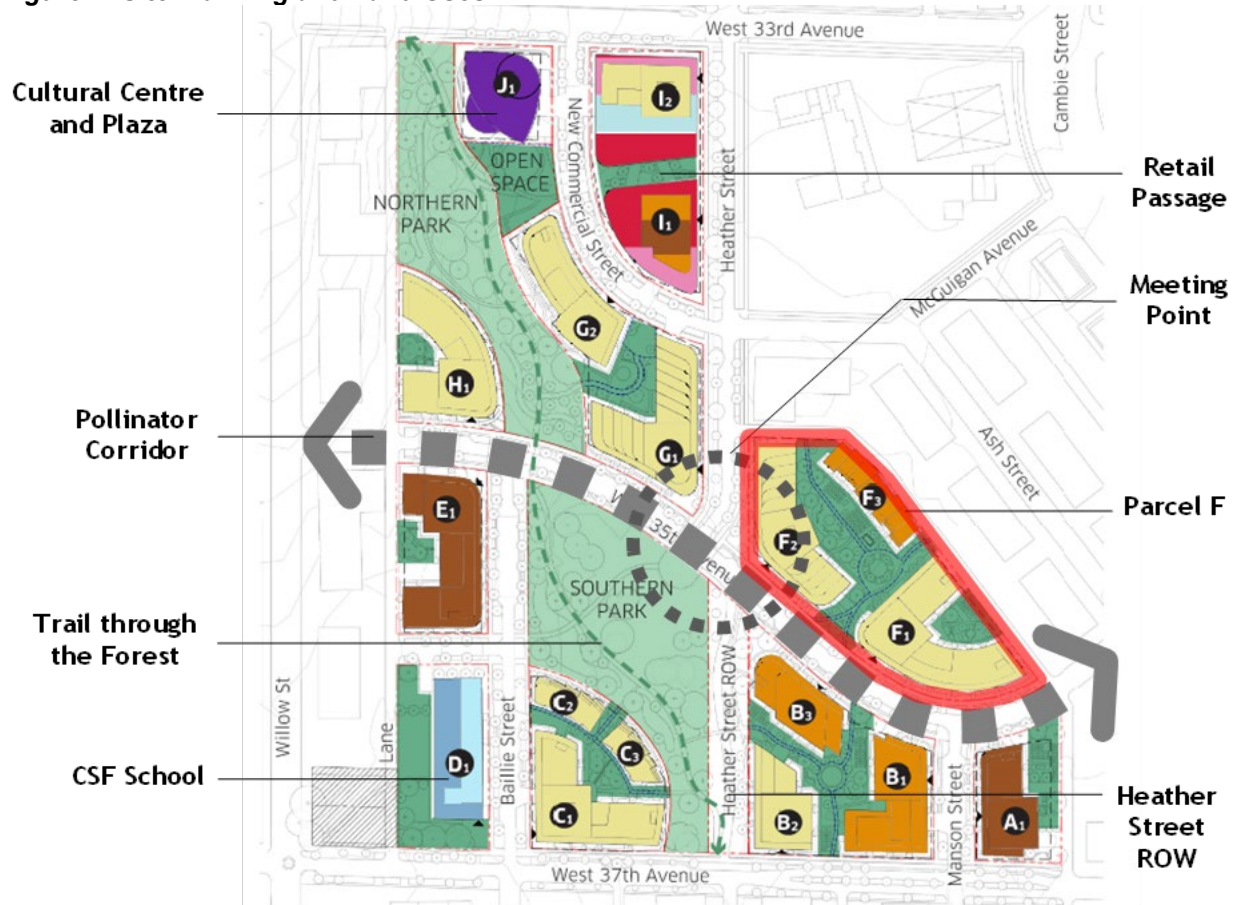 West 33rd Avenue
Cambie Street
Cultural Centre
and Plaza
J1
I2
New Commercial Street
OPEN
SPACE
Heather Street
Retail
Passage
NORTHERN
PARK
I1
McGuigan Avenue
Meeting
Point
G2
H1
Pollinator
Corridor
G1
Ash Street
F3
Parcel F
E1
F2
SOUTHERN
PARK
Trail through
the Forest
F1
Willow St
Lane
Baillie Street
C2
C3
Heather Street ROW
B3
CSF School
D1
B1
Manson Street
C1
B2
A1
Heather
Street
ROW
West 37th Avenue